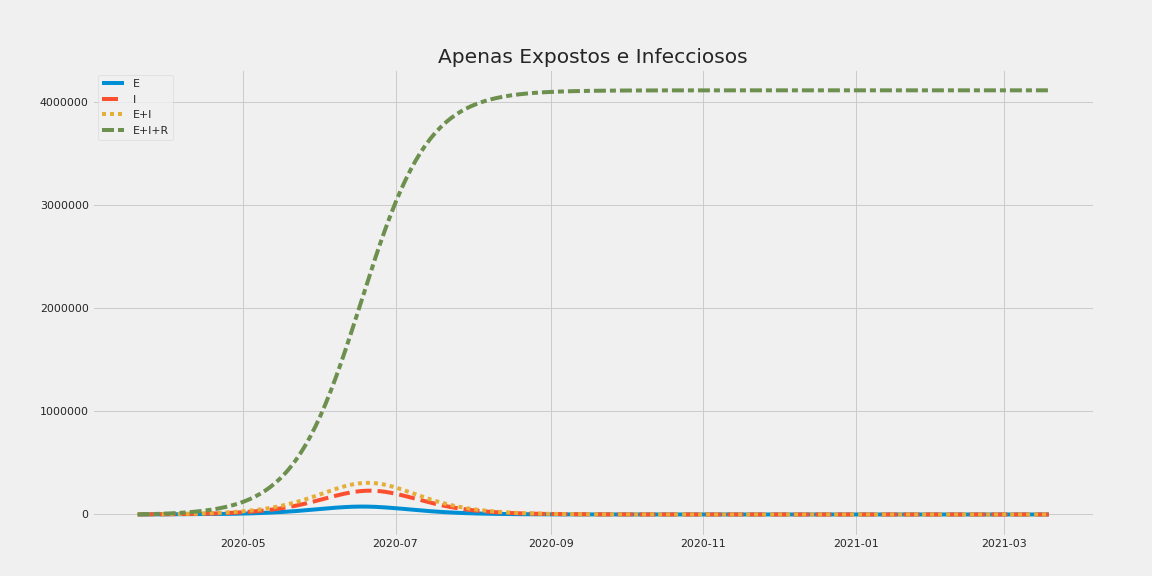 Apenas Expostos e Infecciosos
E
I
E+I
E+I+R
4000000
3000000
2000000
1000000
0
2020-05 2020-07 2020-09 2020-11 2021-01 2021-03